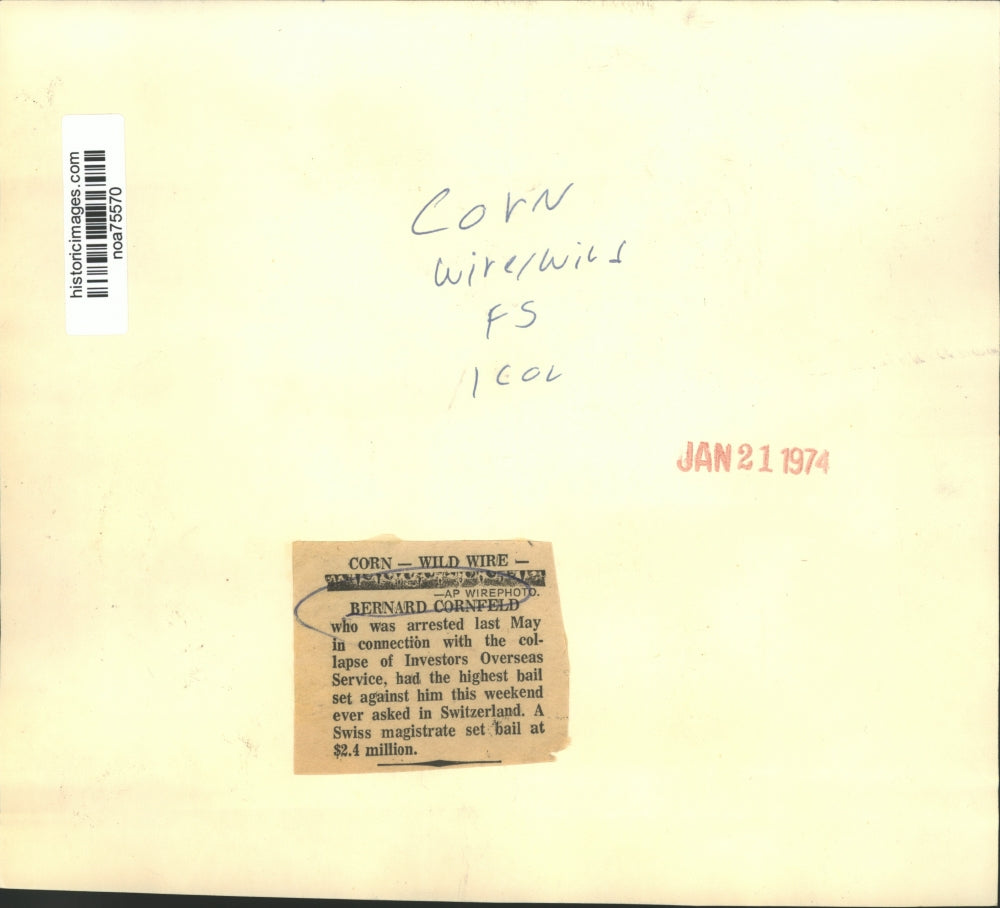 historicimages.com
noa75570
Corn
Wire/Wild
FS
1 COL
JAN 21 1974
CORN — WILD WIRE —
—AP WIREPHOTO.
BERNARD CORNFELD
who was arrested last May
in connection with the col-
lapse of Investors Overseas
Service, had the highest bail
set against him this weekend
ever asked in Switzerland. A
Swiss magistrate set bail at
$2.4 million.